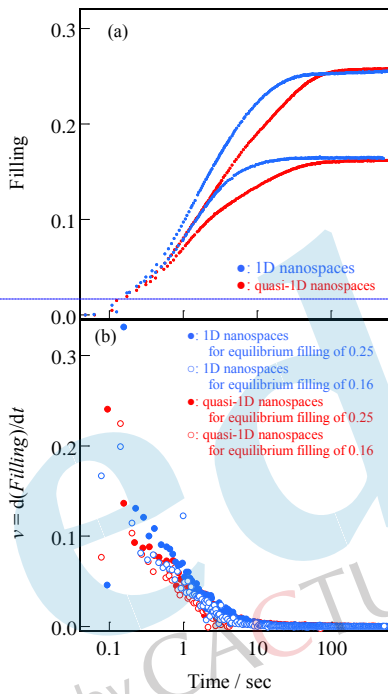 (a)
0.3
0.2
0.1
0.0
Filling
●: 1D nanospaces
●: quasi-1D nanospaces
(b)
●: 1D nanospaces
for equilibrium filling of 0.25
○: 1D nanospaces
for equilibrium filling of 0.16
●: quasi-1D nanospaces
for equilibrium filling of 0.25
○: quasi-1D nanospaces
for equilibrium filling of 0.16
0.3
0.2
0.1
0.0
v = d(Filling)/dt
0.1 1 10 100
Time / sec
ed
by CACTU